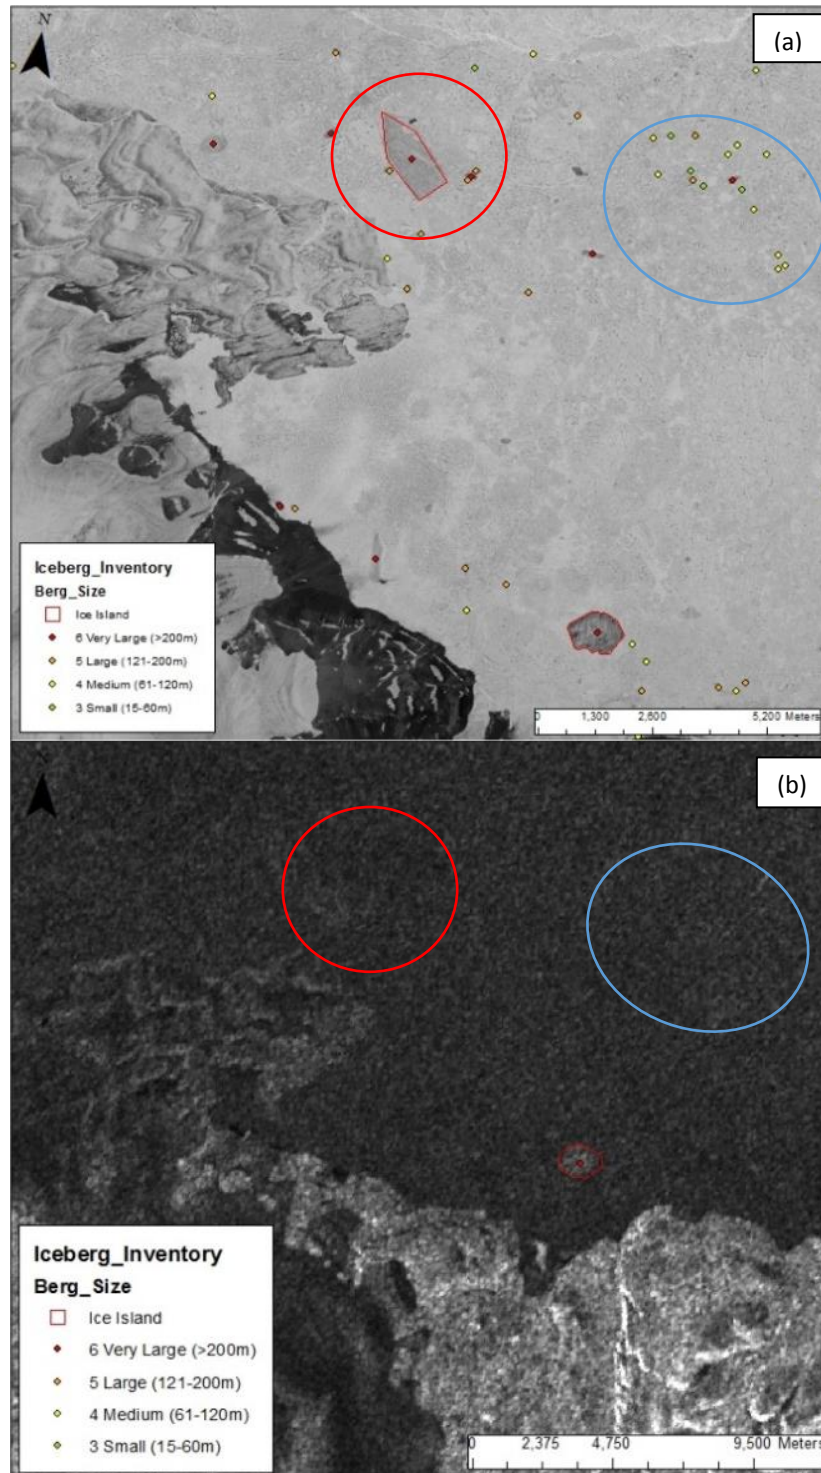 N
(a)
Iceberg_Inventory
Berg_Size
Ice Island
6 Very Large (>200m)
5 Large (121-200m)
4 Medium (61-120m)
3 Small (15-60m)
0 1,300 2,600 5,200 Meters
(b)
Iceberg_Inventory
Berg_Size
Ice Island
6 Very Large (>200m)
5 Large (121-200m)
4 Medium (61-120m)
3 Small (15-60m)
0 2,375 4,750 9,500 Meters